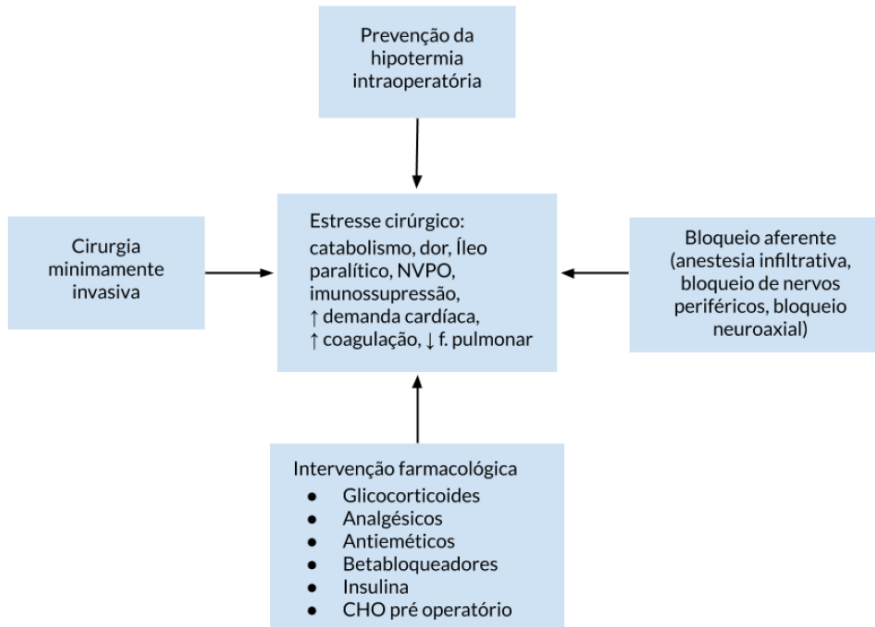 Prevenção da
hipotermia
intraoperatória
Cirurgia
minimamente
invasiva
Estresse cirúrgico:
catabolismo, dor, Íleo
paralítico, NVPO,
imunossupressão,
↑ demanda cardíaca,
↑ coagulação, ↓ f. pulmonar
Bloqueio aferente
(anestesia infiltrativa,
bloqueio de nervos
periféricos, bloqueio
neuroaxial)
Intervenção farmacológica
● Glicocorticoides
● Analgésicos
● Antieméticos
● Betabloqueadores
● Insulina
● CHO pré operatório